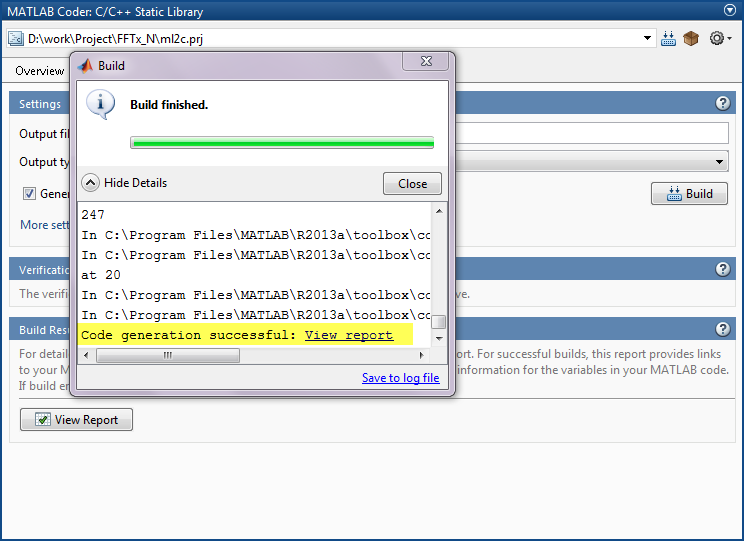 MATLAB Coder: C/C++ Static Library
D:\work\Project\FFTx_N\ml2c.prj
Overview
Build
Build finished.
Settings
Output fil
Output ty
Hide Details
Close
Gener
Build
More sett
247
In C:\Program Files\MATLAB\R2013a\toolbox\co
In C:\Program Files\MATLAB\R2013a\toolbox\co
at 20
In C:\Program Files\MATLAB\R2013a\toolbox\co
In C:\Program Files\MATLAB\R2013a\toolbox\co
Code generation successful: View report
Save to log file
Verificatio
The verifi
ve.
Build Resu
For detail
ort. For successful builds, this report provides links
to your M
information for the variables in your MATLAB code.
If build er
View Report